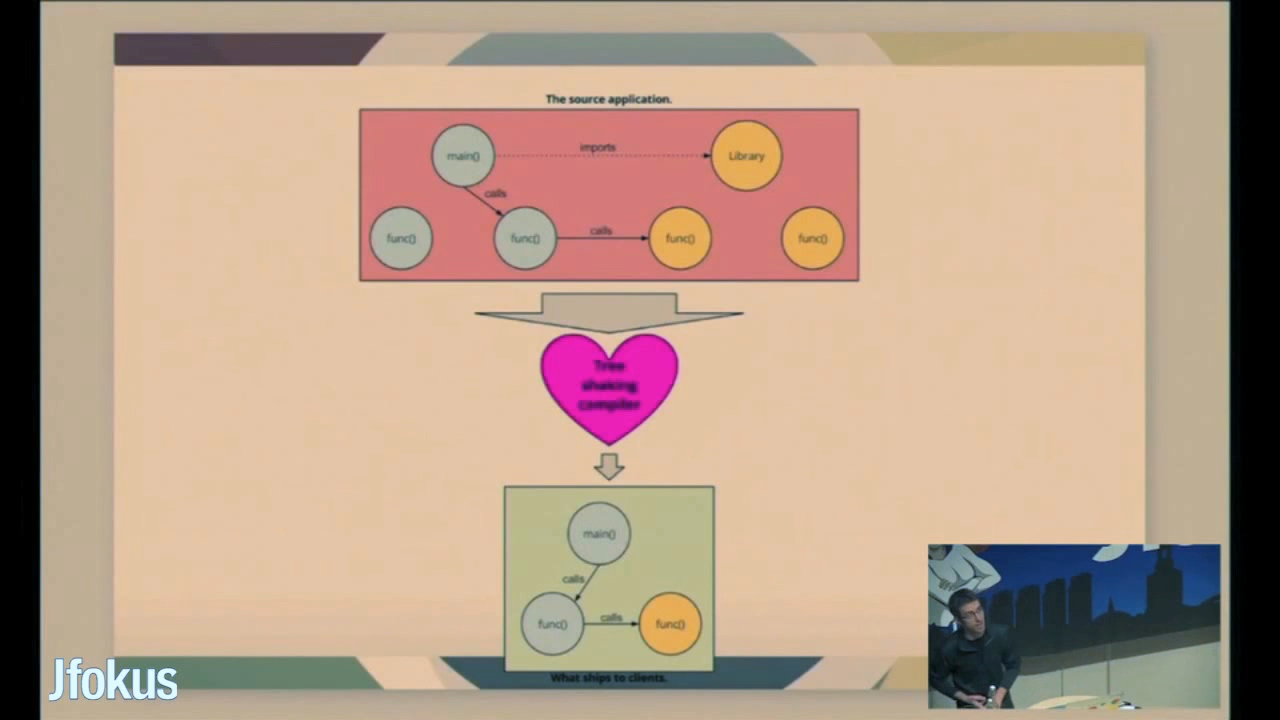 The source application.
main()
imports
Library
calls
func()
func()
calls
func()
func()
Tree
shaking
compiler
main()
calls
func()
calls
func()
What ships to clients.
Jfokus